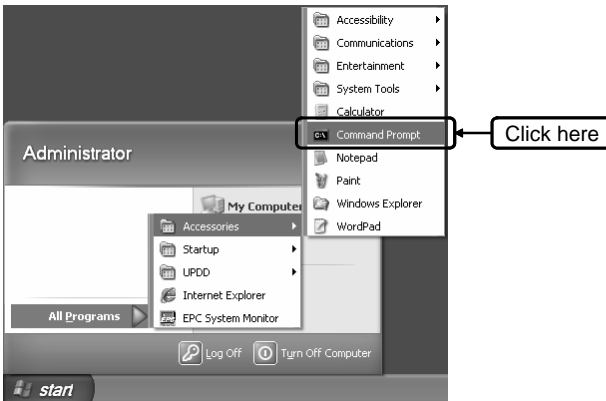 Accessibility
Communications
Entertainment
System Tools
Calculator
C:\
Command Prompt
Click here
Notepad
Paint
Windows Explorer
WordPad
Administrator
My Computer
Accessories
Startup
UPDD
Internet Explorer
EPC System Monitor
All Programs
Log Off
Turn Off Computer
start